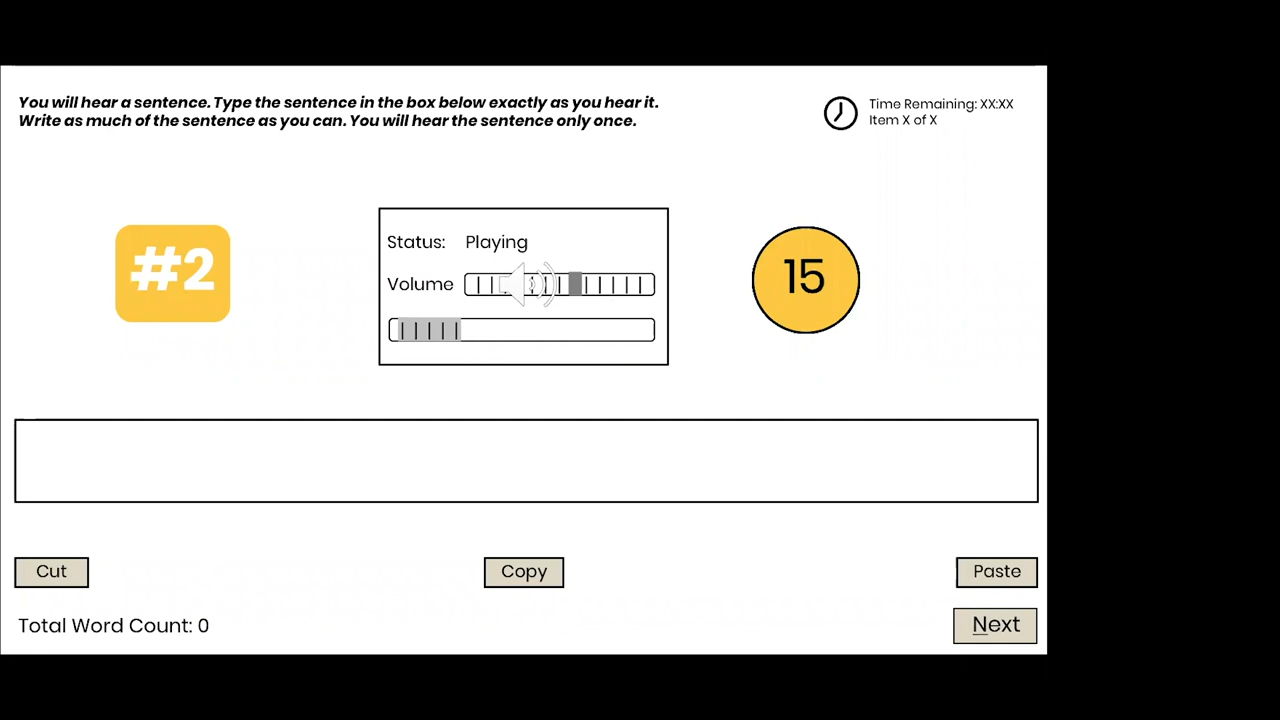 You will hear a sentence. Type the sentence in the box below exactly as you hear it.
Write as much of the sentence as you can. You will hear the sentence only once.
Time Remaining: XX:XX
Item X of X
#2
Status: Playing
Volume
15
Cut
Copy
Paste
Total Word Count: 0
Next